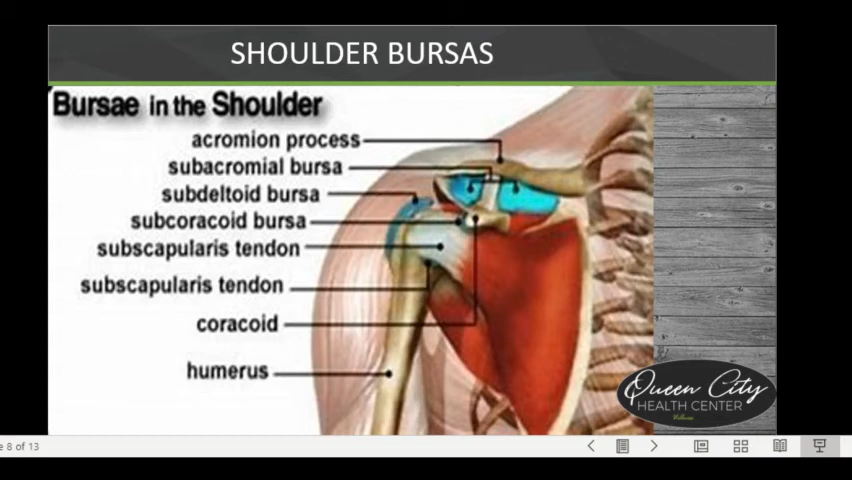 SHOULDER BURSAS
Bursae in the Shoulder
acromion process
subacromial bursa
subdeltoid bursa
subcoracoid bursa
subscapularis tendon
subscapularis tendon
coracoid
humerus
Queen City
HEALTH CENTER
e 8 of 13